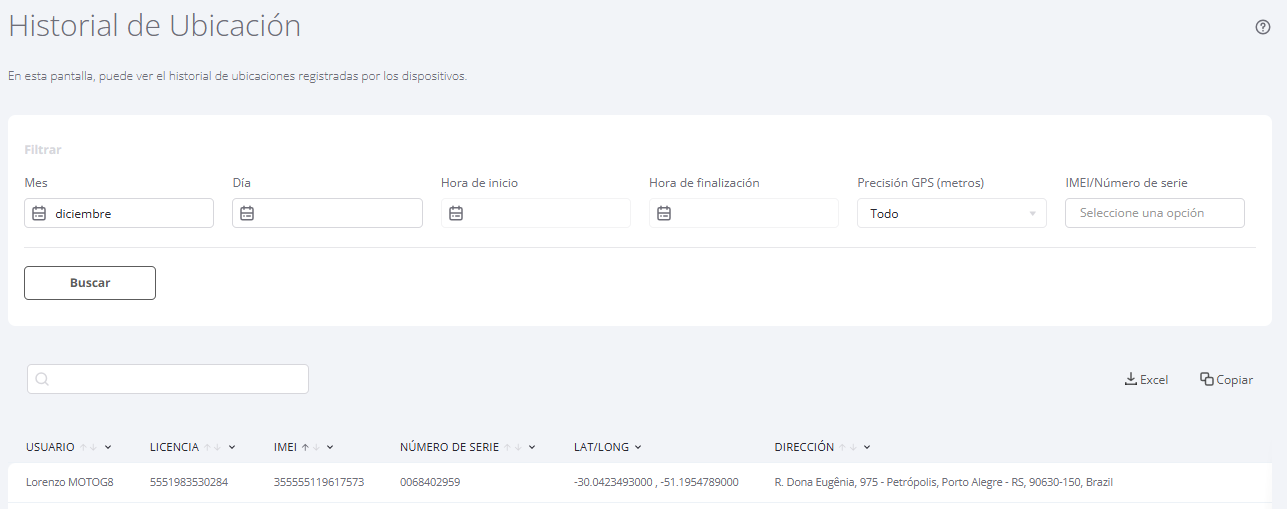 Historial de Ubicación
En esta pantalla, puede ver el historial de ubicaciones registradas por los dispositivos.
Filtrar
Mes Día Hora de inicio Hora de finalización Precisión GPS (metros) IMEI/Número de serie
diciembre Todo Seleccione una opción
Buscar
Excel Copiar
USUARIO LICENCIA IMEI NÚMERO DE SERIE LAT/LONG DIRECCIÓN
Lorenzo MOTOG8 5551983530284 355555119617573 0068402959 -30.0423493000 , -51.1954789000 R. Dona Eugênia, 975 - Petrópolis, Porto Alegre - RS, 90630-150, Brazil